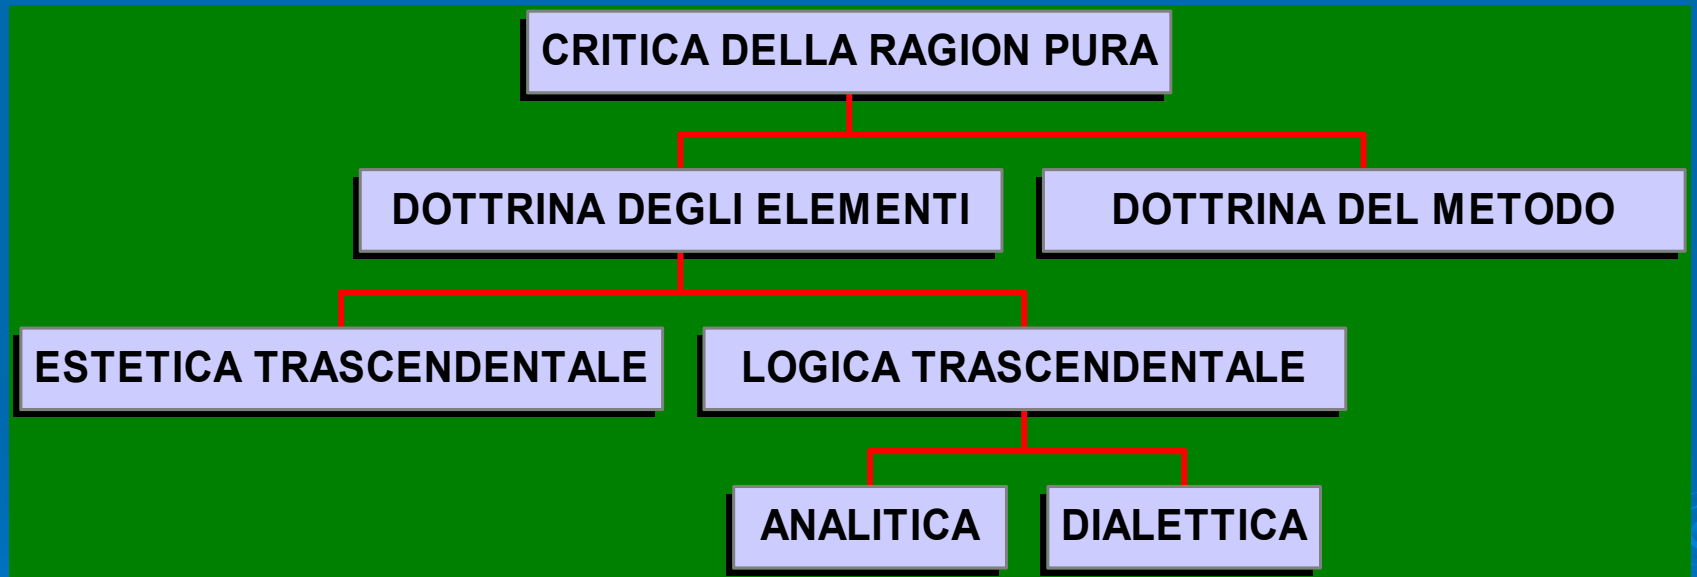 CRITICA DELLA RAGION PURA
DOTTRINA DEGLI ELEMENTI
DOTTRINA DEL METODO
ESTETICA TRASCENDENTALE
LOGICA TRASCENDENTALE
ANALITICA
DIALETTICA